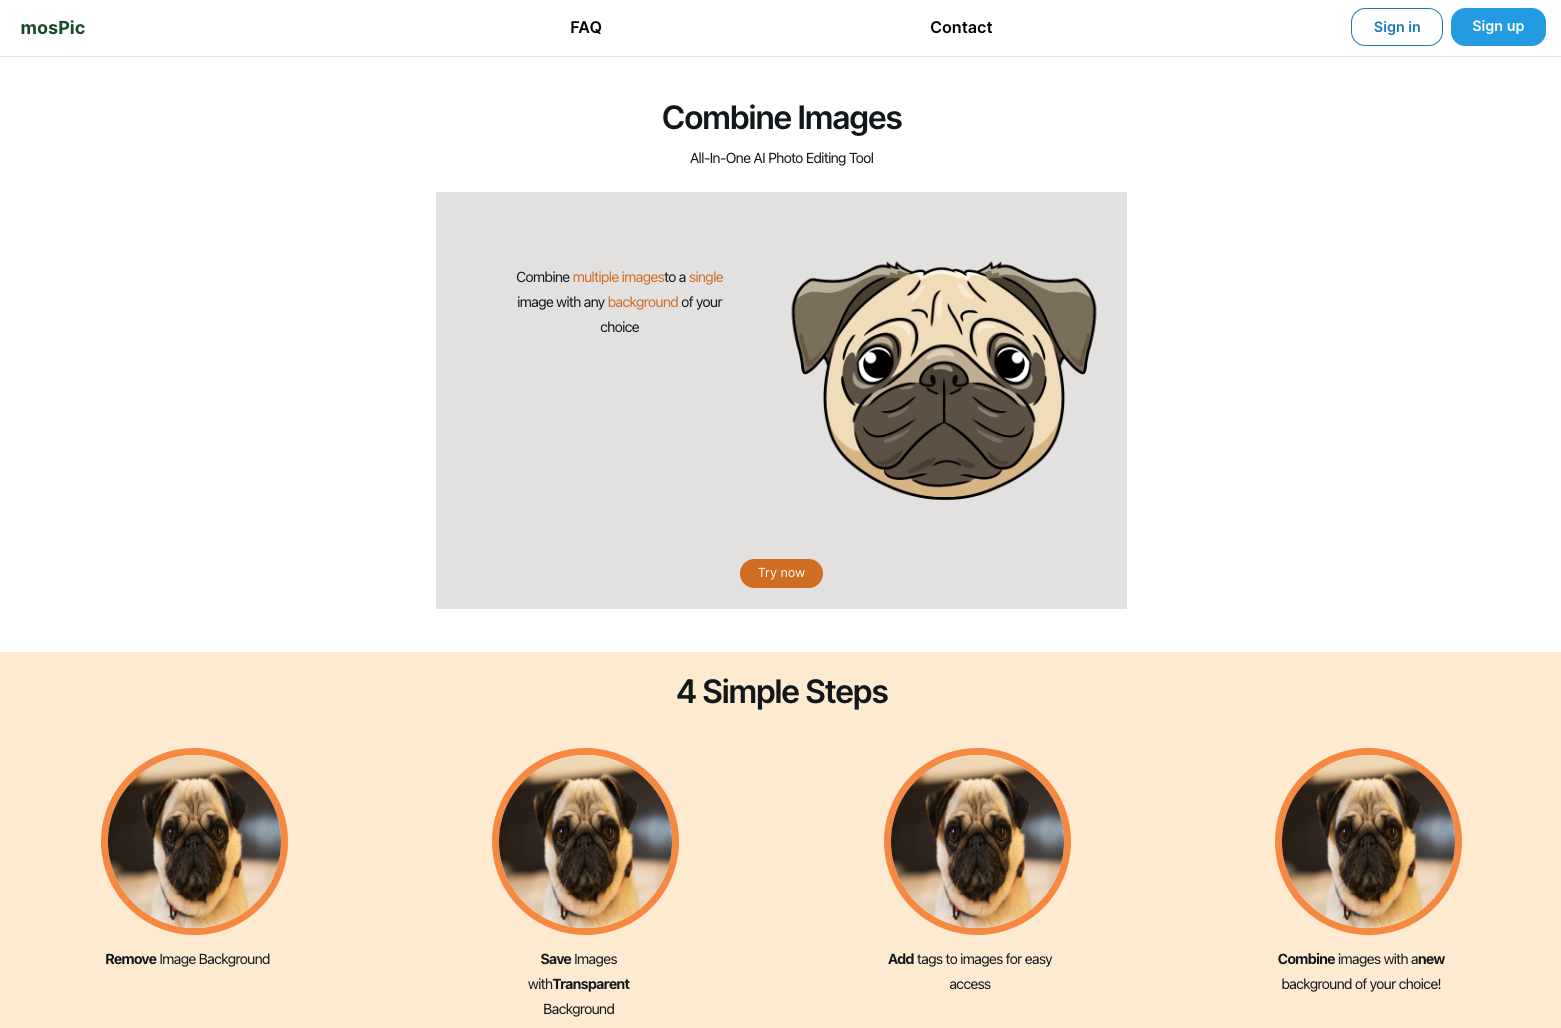 mosPic
FAQ
Contact
Sign in
Sign up
Combine Images
All-In-One AI Photo Editing Tool
Combine multiple imagesto a single
image with any background of your
choice
Try now
4 Simple Steps
Remove Image Background
Save Images
withTransparent
Background
Add tags to images for easy
access
Combine images with anew
background of your choice!